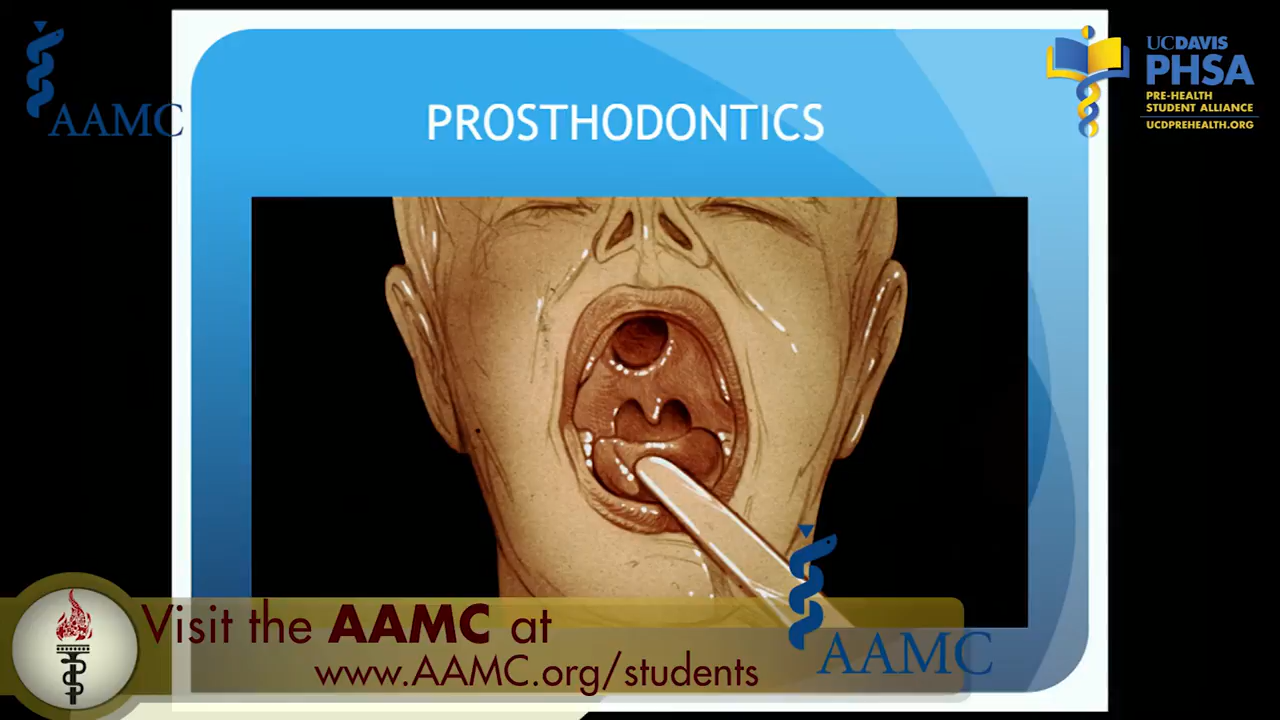 AAMC
UCDAVIS
PHSA
PRE-HEALTH
STUDENT ALLIANCE
UCDPREHEALTH.ORG
PROSTHODONTICS
Visit the AAMC at
www.AAMC.org/students
AAMC